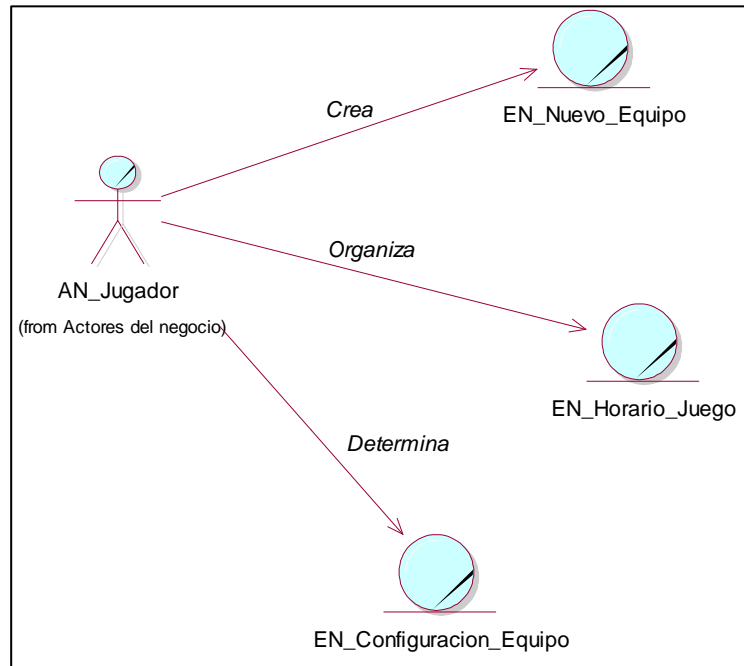 Crea
EN_Nuevo_Equipo
AN_Jugador
(from Actores del negocio)
Organiza
EN_Horario_Juego
Determina
EN_Configuracion_Equipo